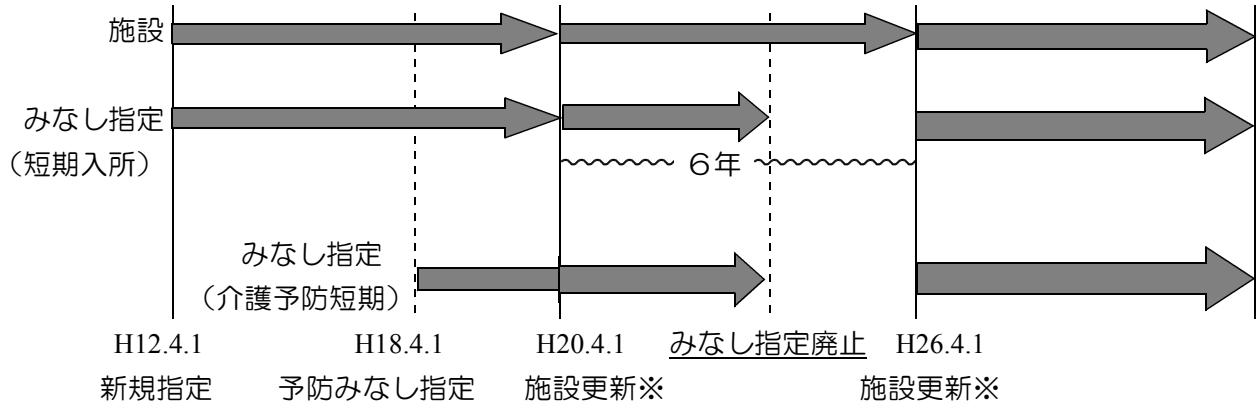 施設
みなし指定
（短期入所）
６年
みなし指定
（介護予防短期）
H12.4.1
H18.4.1
H20.4.1
みなし指定廃止
H26.4.1
新規指定
予防みなし指定
施設更新※
施設更新※